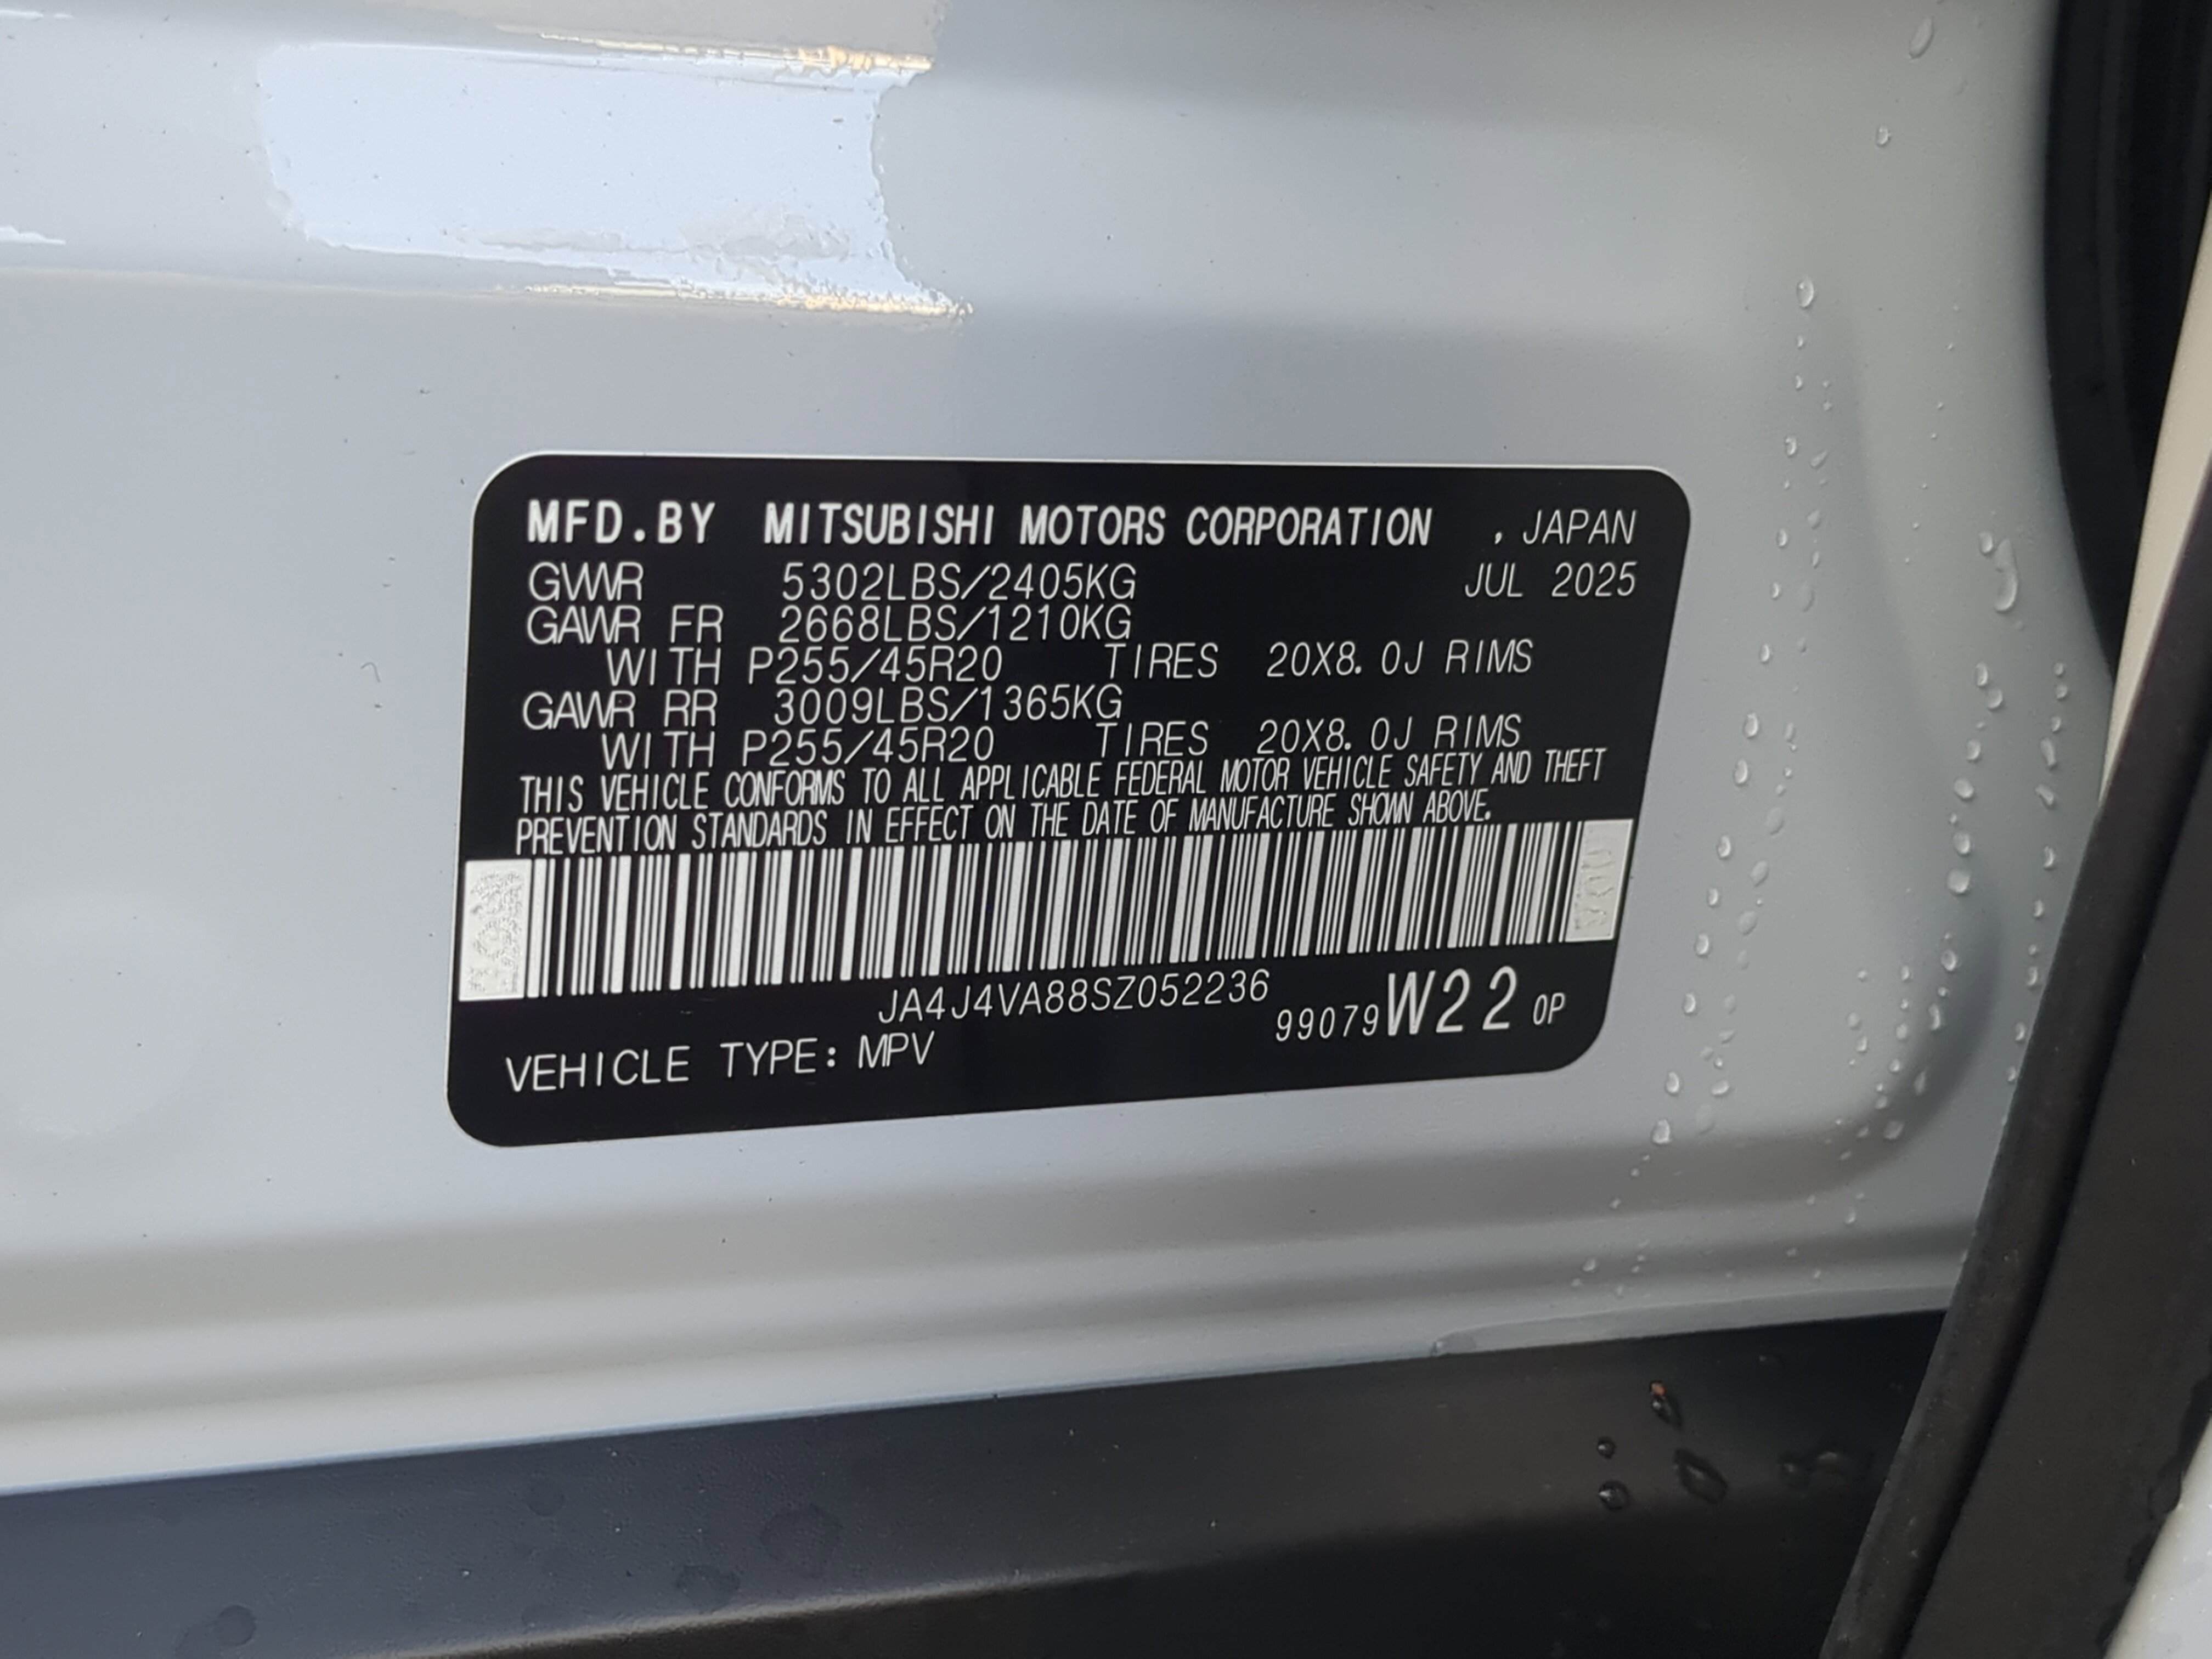 MFD.BY MITSUBISHI MOTORS CORPORATION , JAPAN
GVWR 5302LBS/2405KG JUL 2025
GAWR FR 2668LBS/1210KG
WITH P255/45R20 TIRES 20X8.0J RIMS
GAWR RR 3009LBS/1365KG
WITH P255/45R20 TIRES 20X8.0J RIMS
THIS VEHICLE CONFORMS TO ALL APPLICABLE FEDERAL MOTOR VEHICLE SAFETY AND THEFT
PREVENTION STANDARDS IN EFFECT ON THE DATE OF MANUFACTURE SHOWN ABOVE.
JA4J4VA88SZ052236
99079 W22 0P
VEHICLE TYPE: MPV